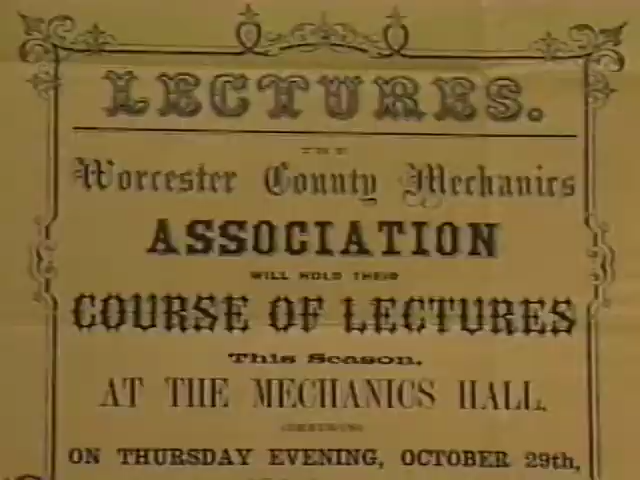 LECTURES.
THE
Worcester County Mechanics
ASSOCIATION
WILL HOLD THEIR
COURSE OF LECTURES
This Season,
AT THE MECHANICS HALL,
ON THURSDAY EVENING, OCTOBER 29th,